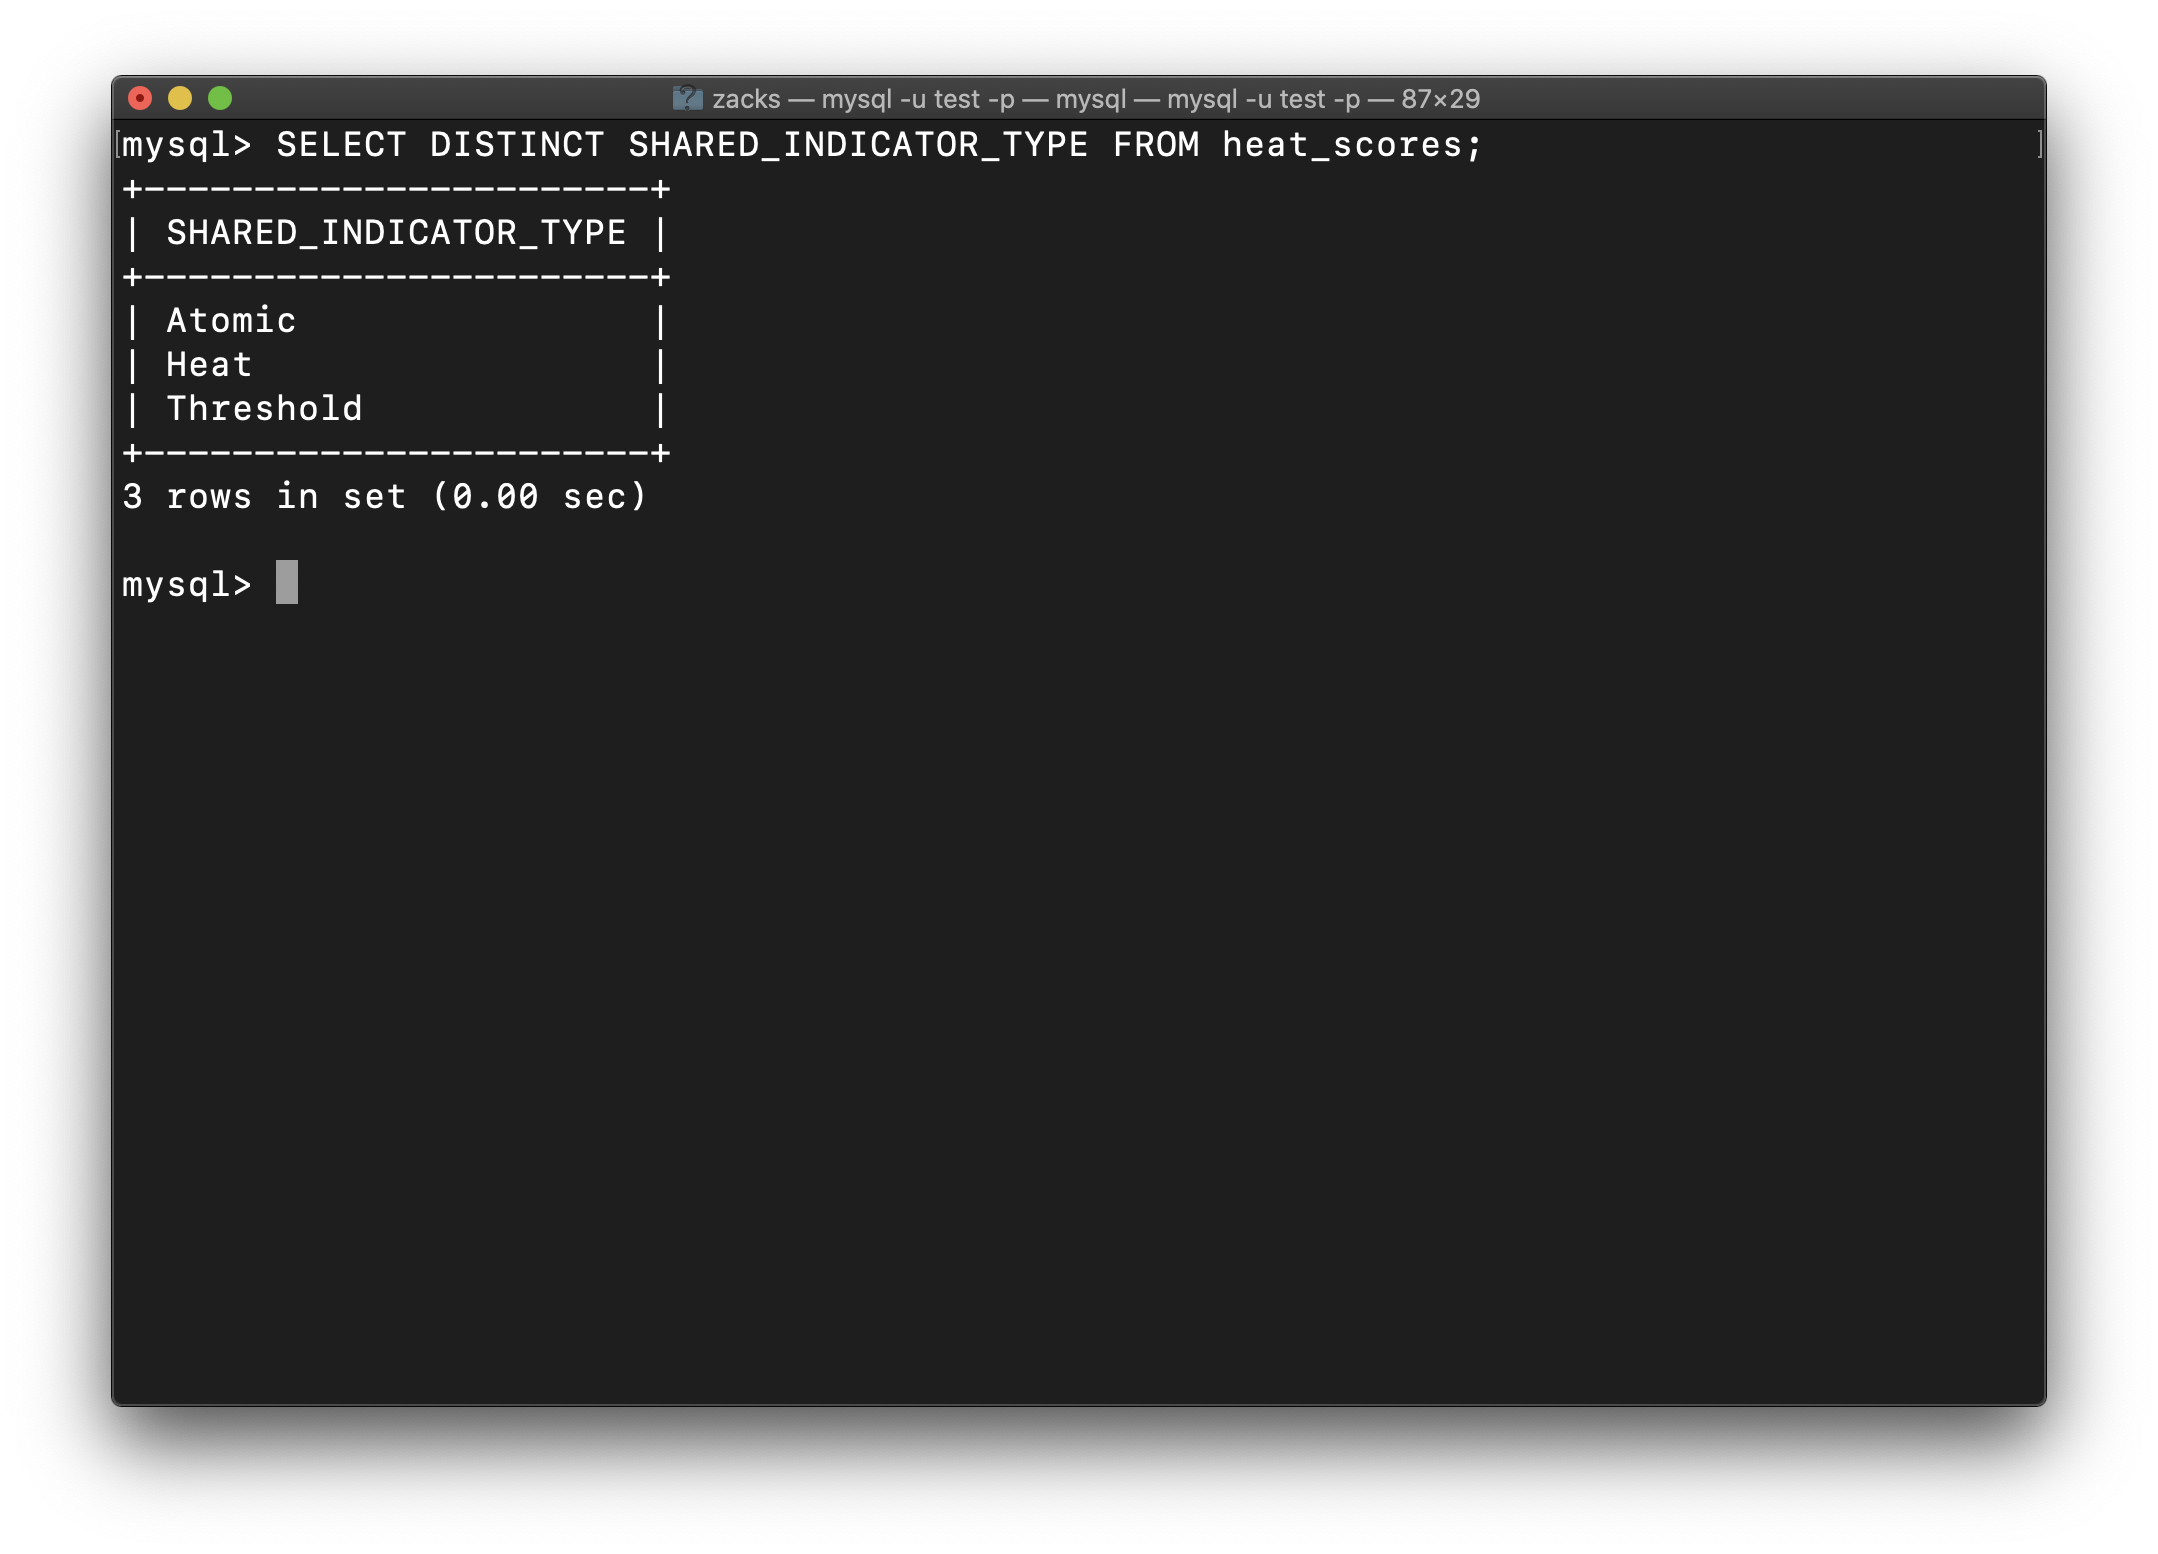 zacks — mysql -u test -p — mysql — mysql -u test -p — 87×29
[mysql> SELECT DISTINCT SHARED_INDICATOR_TYPE FROM heat_scores; ]
+-----------------------+
| SHARED_INDICATOR_TYPE |
+-----------------------+
| Atomic                |
| Heat                  |
| Threshold             |
+-----------------------+
3 rows in set (0.00 sec)
mysql>